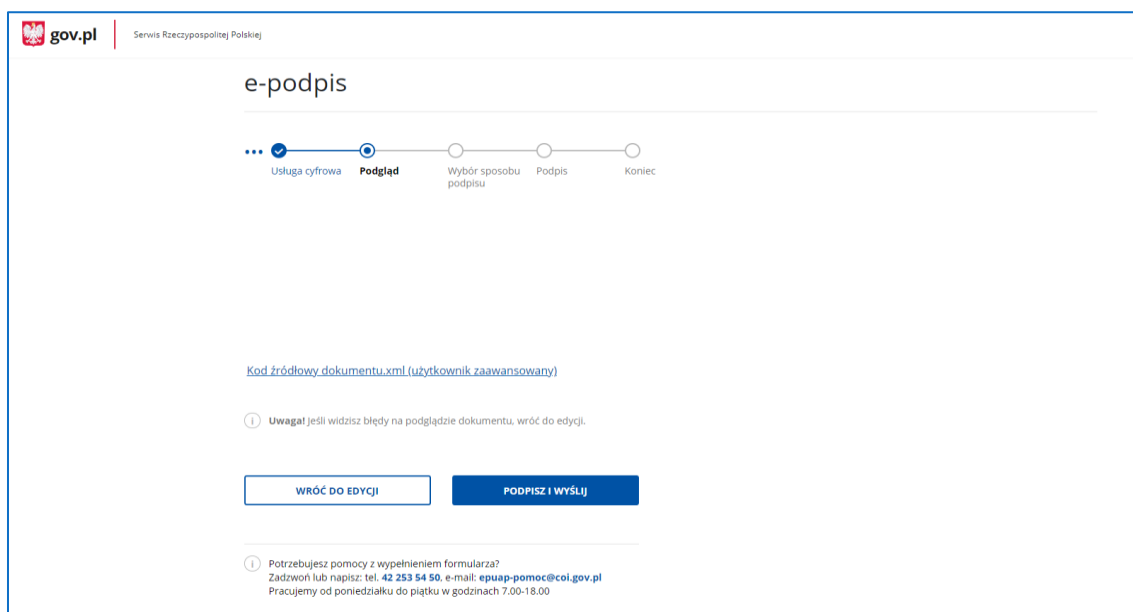 gov.pl
Serwis Rzeczypospolitej Polskiej
e-podpis
Usługa cyfrowa
Podgląd
Wybór sposobu
podpisu
Podpis
Koniec
Kod źródłowy dokumentu.xml (użytkownik zaawansowany)
Uwaga! Jeśli widzisz błędy na podglądzie dokumentu, wróć do edycji.
WRÓĆ DO EDYCJI
PODPISZ I WYŚLIJ
Potrzebujesz pomocy z wypełnieniem formularza?
Zadzwoń lub napisz: tel. 42 253 54 50, e-mail: epuap-pomoc@coi.gov.pl
Pracujemy od poniedziałku do piątku w godzinach 7.00-18.00